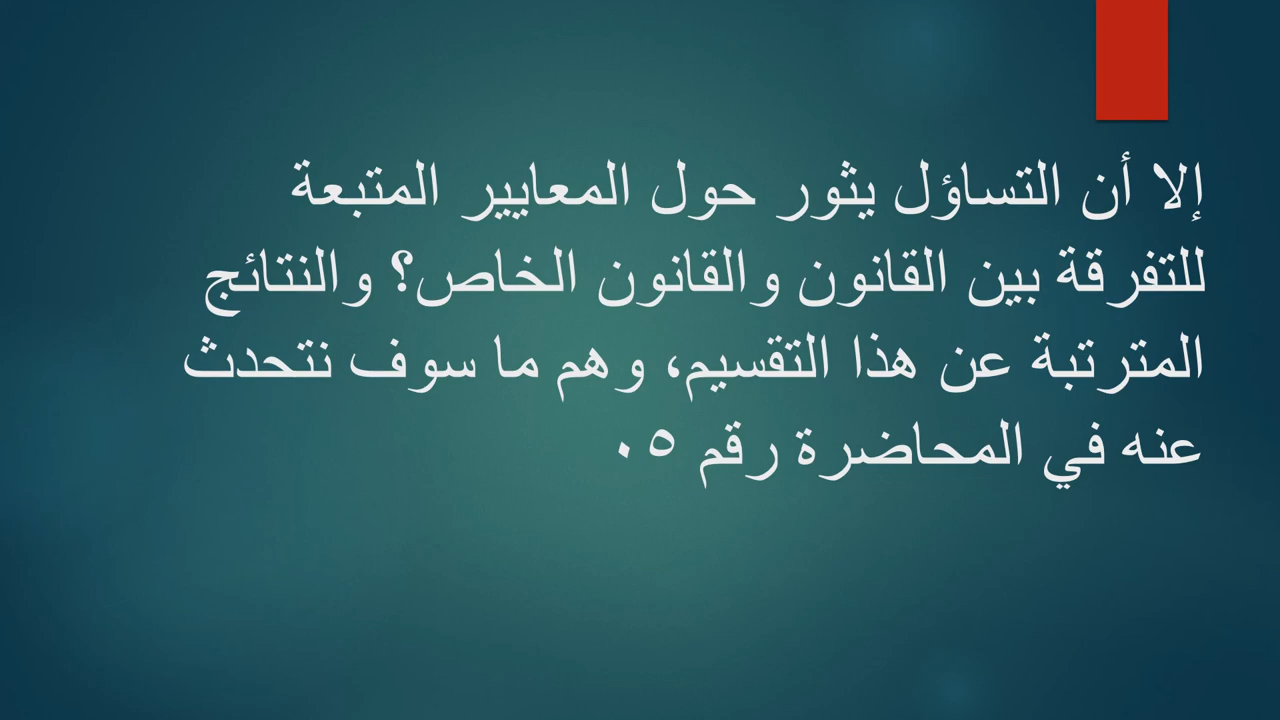 إلا أن التساؤل يثور حول المعايير المتبعة
للتفرقة بين القانون والقانون الخاص؟ والنتائج
المترتبة عن هذا التقسيم، وهم ما سوف نتحدث
عنه في المحاضرة رقم ٠٥